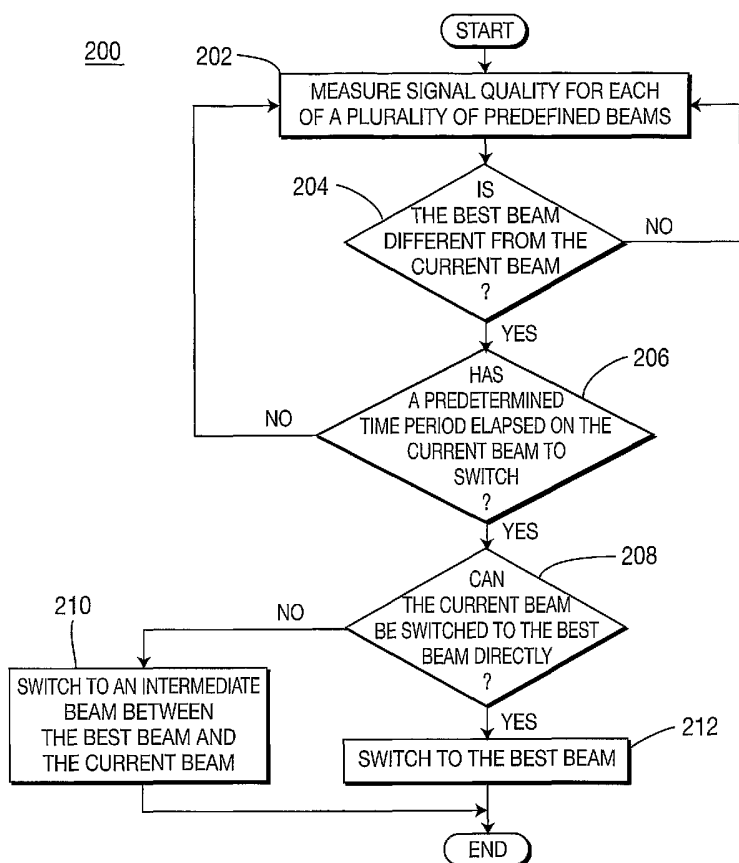 START
200
202
MEASURE SIGNAL QUALITY FOR EACH
OF A PLURALITY OF PREDEFINED BEAMS
204
IS
THE BEST BEAM
DIFFERENT FROM THE
CURRENT BEAM
?
NO
YES
206
HAS
A PREDETERMINED
TIME PERIOD ELAPSED ON THE
CURRENT BEAM TO
SWITCH
?
NO
YES
208
CAN
THE CURRENT BEAM
BE SWITCHED TO THE BEST
BEAM DIRECTLY
?
NO
210
SWITCH TO AN INTERMEDIATE
BEAM BETWEEN
THE BEST BEAM AND
THE CURRENT BEAM
YES
212
SWITCH TO THE BEST BEAM
END